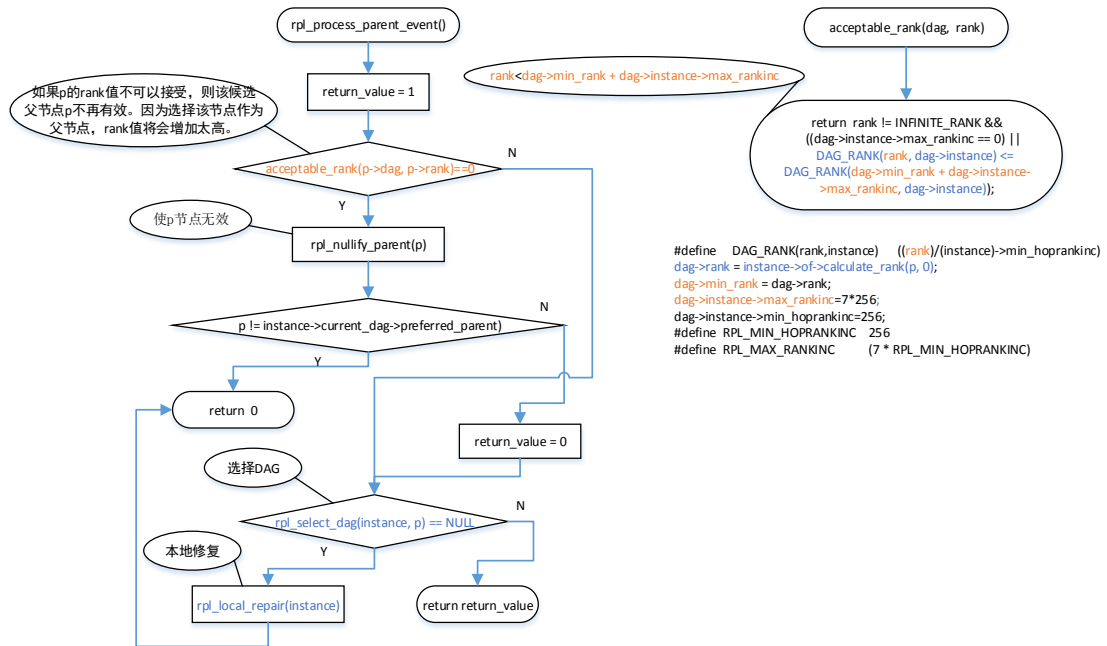 rpl_process_parent_event()
return_value = 1
如果p的rank值不可以接受，则该候选
父节点p不再有效。因为选择该节点作为
父节点，rank值将会增加太高。
acceptable_rank(p->dag, p->rank)==0
N
Y
使p节点无效
rpl_nullify_parent(p)
p != instance->current_dag->preferred_parent)
N
Y
return 0
return_value = 0
选择DAG
rpl_select_dag(instance, p) == NULL
N
Y
本地修复
rpl_local_repair(instance)
return return_value
acceptable_rank(dag, rank)
rank<dag->min_rank + dag->instance->max_rankinc
return rank != INFINITE_RANK &&
((dag->instance->max_rankinc == 0) ||
DAG_RANK(rank, dag->instance) <=
DAG_RANK(dag->min_rank + dag->instance-
>max_rankinc, dag->instance));
#define DAG_RANK(rank,instance) ((rank)/(instance)->min_hoprankinc)
dag->rank = instance->of->calculate_rank(p, 0);
dag->min_rank = dag->rank;
dag->instance->max_rankinc=7*256;
dag->instance->min_hoprankinc=256;
#define RPL_MIN_HOPRANKINC 256
#define RPL_MAX_RANKINC (7 * RPL_MIN_HOPRANKINC)